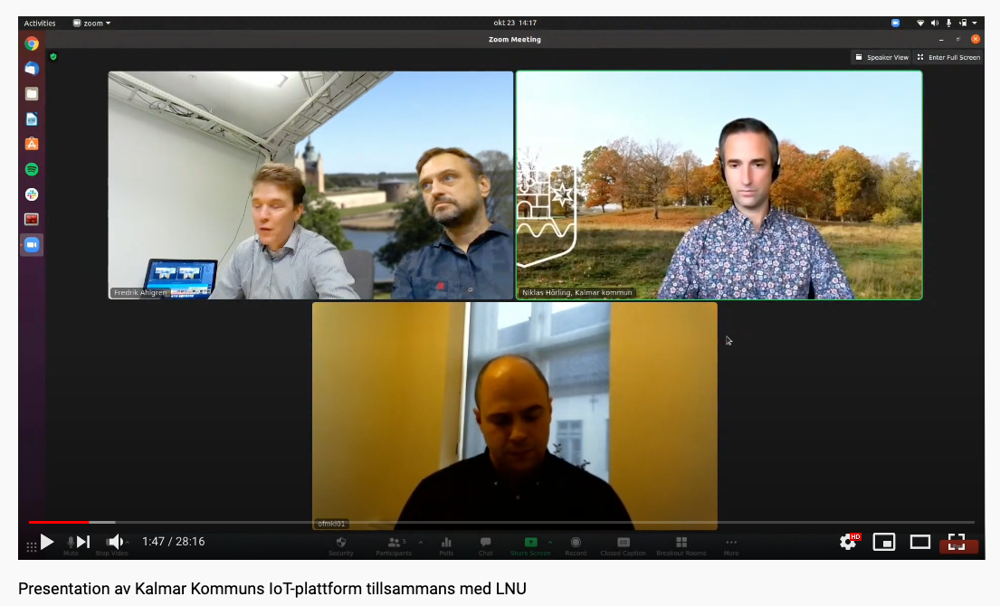 Activities zoom okt 23 14:17
Zoom Meeting
Speaker View Enter Full Screen
Fredrik Ahlgren
Niklas Hörling, Kalmar kommun
ofmkl01
1:47 / 28:16
HD
Mute Stop Video Security Participants 3 Polls Chat Share Screen Record Closed Caption Breakout Rooms More
Presentation av Kalmar Kommuns IoT-plattform tillsammans med LNU